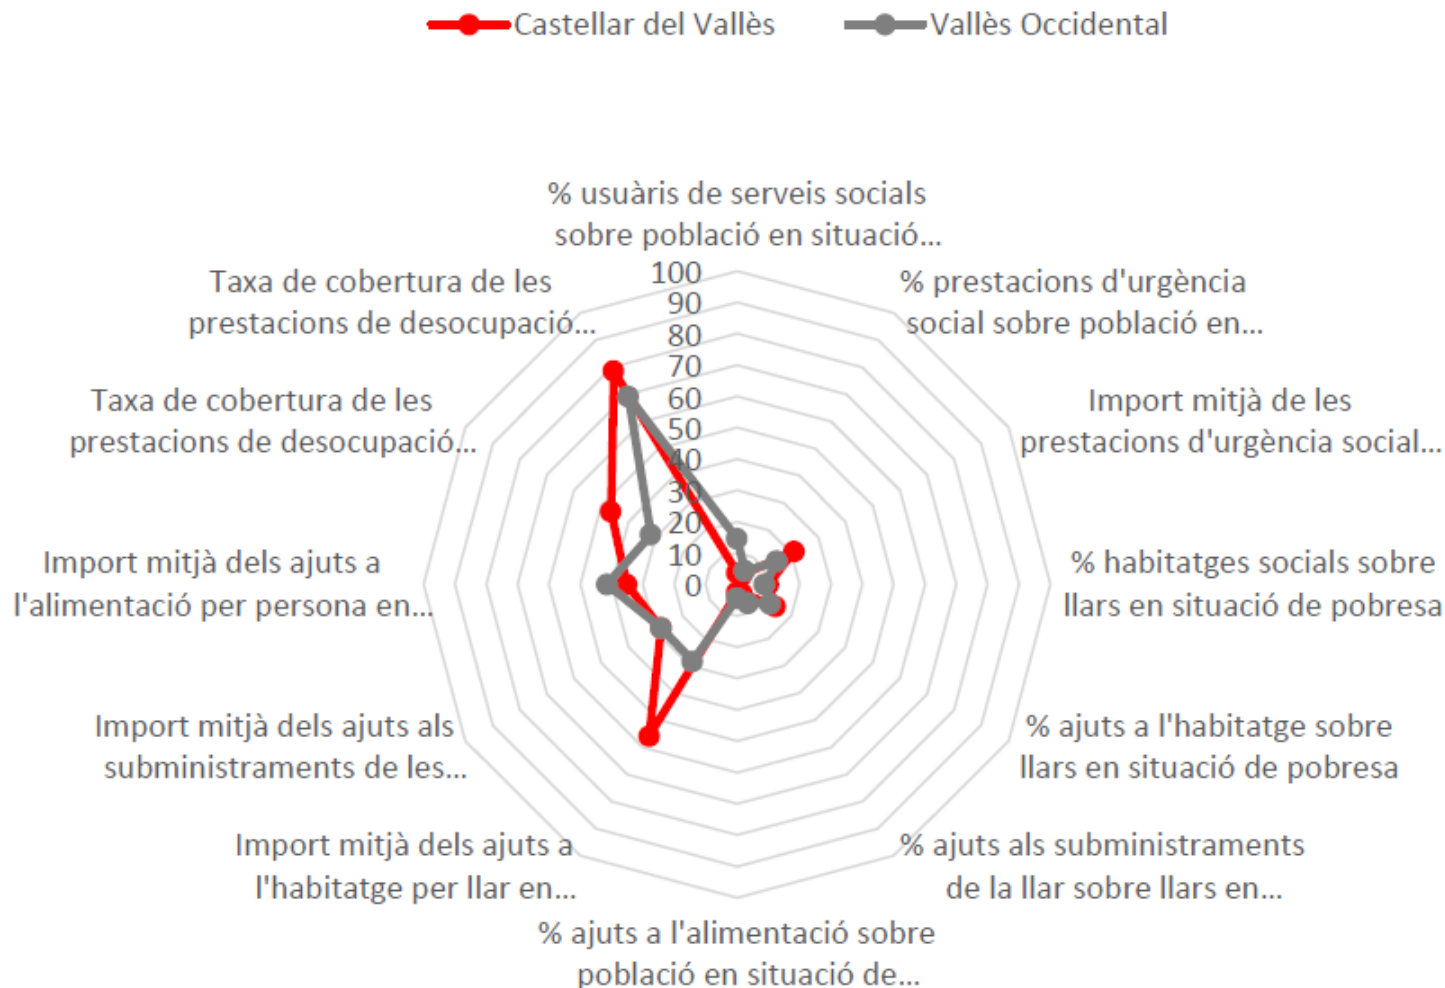 Castellar del Vallès
Vallès Occidental
% usuàris de serveis socials
sobre població en situació...
% prestacions d'urgència
social sobre població en...
Import mitjà de les
prestacions d'urgència social...
% habitatges socials sobre
llars en situació de pobresa
% ajuts a l'habitatge sobre
llars en situació de pobresa
% ajuts als subministraments
de la llar sobre llars en...
% ajuts a l'alimentació sobre
població en situació de...
Import mitjà dels ajuts a
l'habitatge per llar en...
Import mitjà dels ajuts als
subministraments de les...
Import mitjà dels ajuts a
l'alimentació per persona en...
Taxa de cobertura de les
prestacions de desocupació...
Taxa de cobertura de les
prestacions de desocupació...
100
90
80
70
60
50
40
30
20
10
0